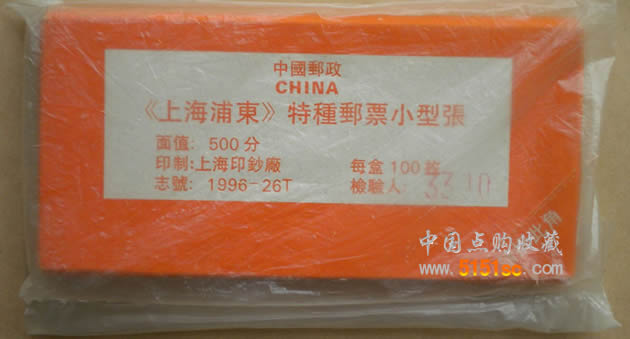 中國郵政
CHINA
《上海浦東》特種郵票小型張
面值: 500分
印制:上海印鈔廠
每盒100枚
志號: 1996-26T
檢驗人: 3310
中国点购收藏
www.5151sc.com